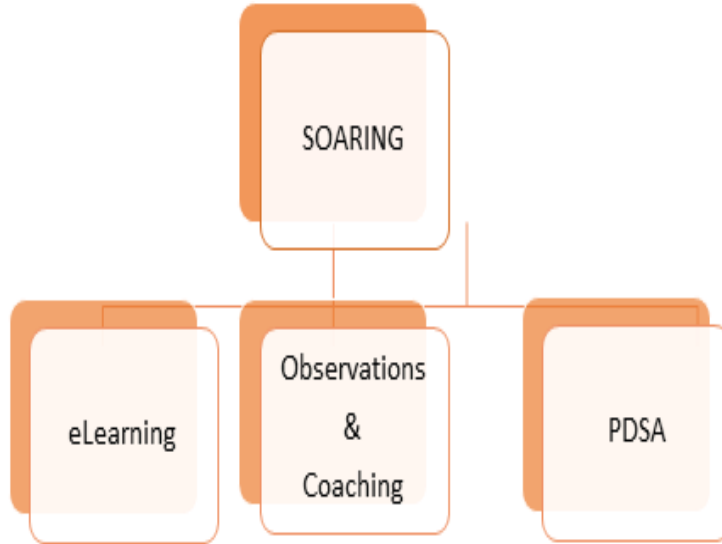 SOARING
eLearning
Observations
&
Coaching
PDSA